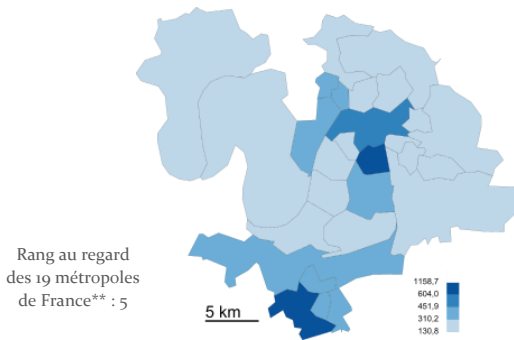 Rang au regard
des 19 métropoles
de France** : 5
5 km
1158,7
604,0
451,9
310,2
130,8